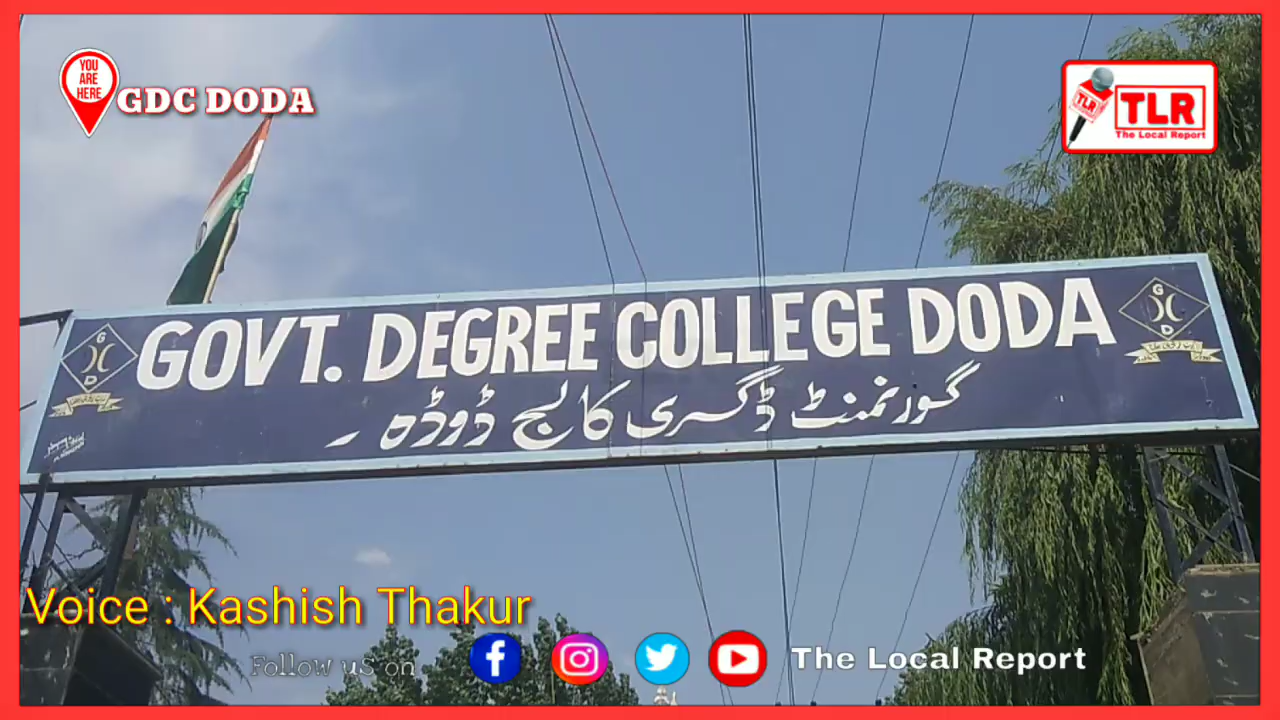 YOU
ARE
HERE
GDC DODA
TLR
TLR
The Local Report
GOVT. DEGREE COLLEGE DODA
گورنمنٹ ڈگری کالج ڈوڈہ ۔
G
D
G
D
Voice : Kashish Thakur
Follow us on
The Local Report